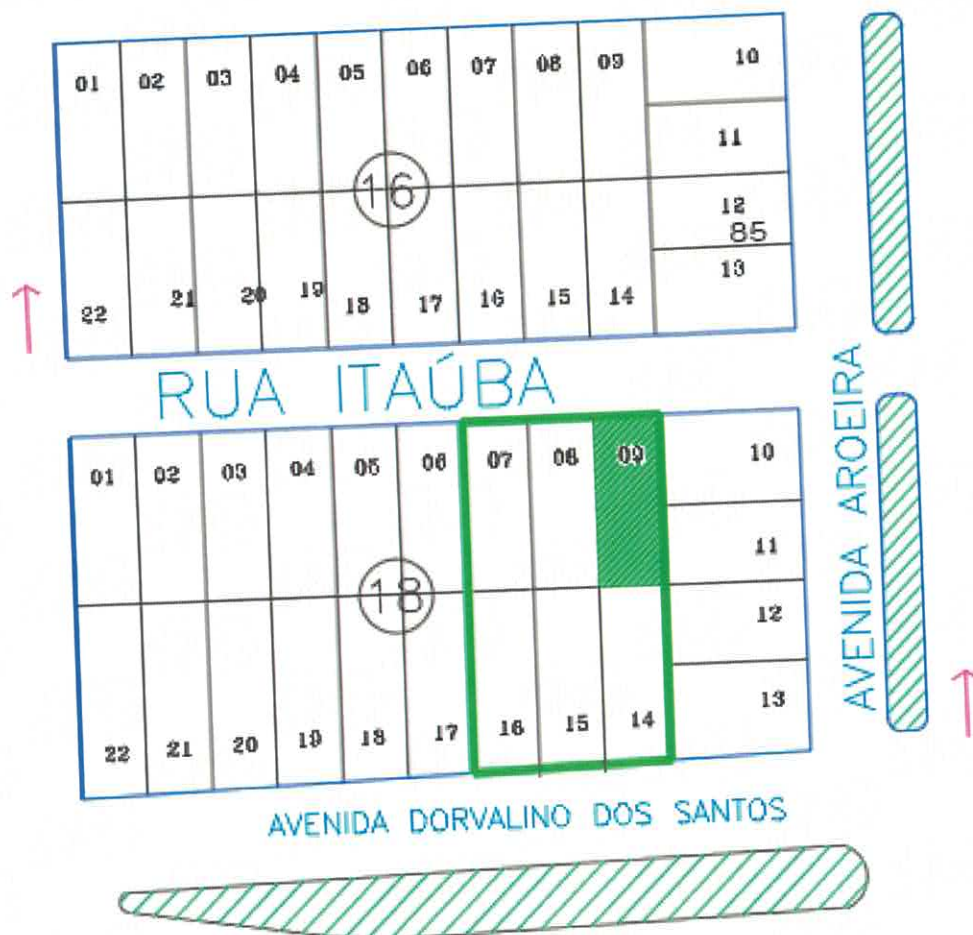 01 02 03 04 05 06 07 08 09 10
11
16
12
85
13
22 21 20 19 18 17 16 15 14
RUA ITAÚBA
AVENIDA AROEIRA
01 02 03 04 05 06 07 08 09 10
11
18
12
13
22 21 20 19 18 17 16 15 14
AVENIDA DORVALINO DOS SANTOS